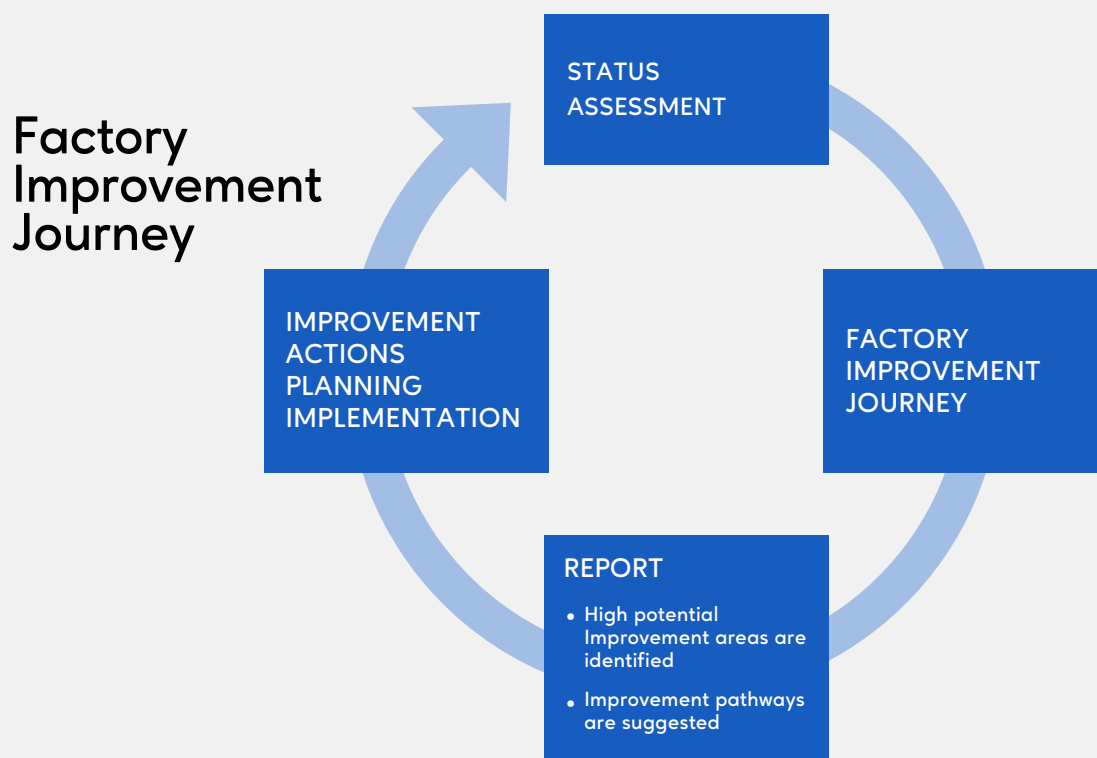 Factory
Improvement
Journey
STATUS
ASSESSMENT
FACTORY
IMPROVEMENT
JOURNEY
REPORT
• High potential
Improvement areas are
identified
• Improvement pathways
are suggested
IMPROVEMENT
ACTIONS
PLANNING
IMPLEMENTATION